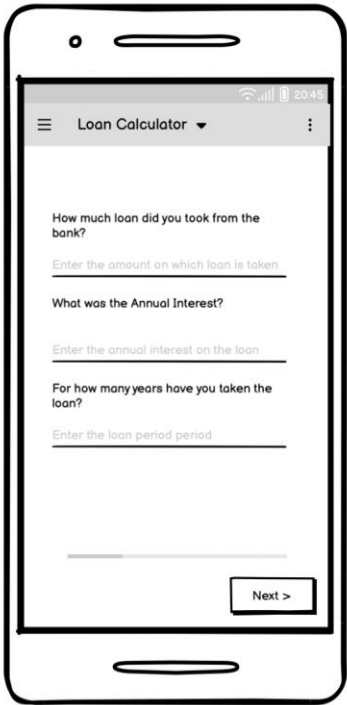 20:45
Loan Calculator
How much loan did you took from the
bank?
Enter the amount on which loan is taken
What was the Annual Interest?
Enter the annual interest on the loan
For how many years have you taken the
loan?
Enter the loan period period
Next >